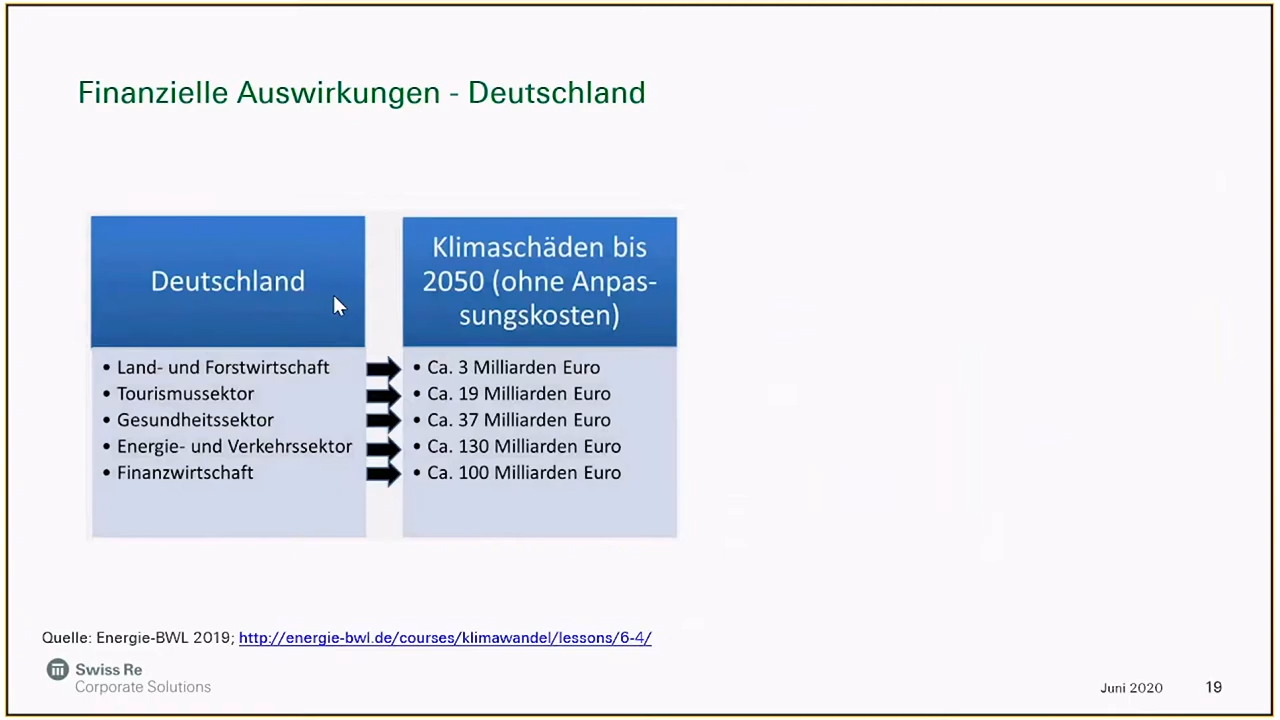 Finanzielle Auswirkungen - Deutschland
Deutschland
Klimaschäden bis
2050 (ohne Anpas-
sungskosten)
• Land- und Forstwirtschaft
• Ca. 3 Milliarden Euro
• Tourismussektor
• Ca. 19 Milliarden Euro
• Gesundheitssektor
• Ca. 37 Milliarden Euro
• Energie- und Verkehrssektor
• Ca. 130 Milliarden Euro
• Finanzwirtschaft
• Ca. 100 Milliarden Euro
Quelle: Energie-BWL 2019; http://energie-bwl.de/courses/klimawandel/lessons/6-4/
Swiss Re
Corporate Solutions
Juni 2020 19